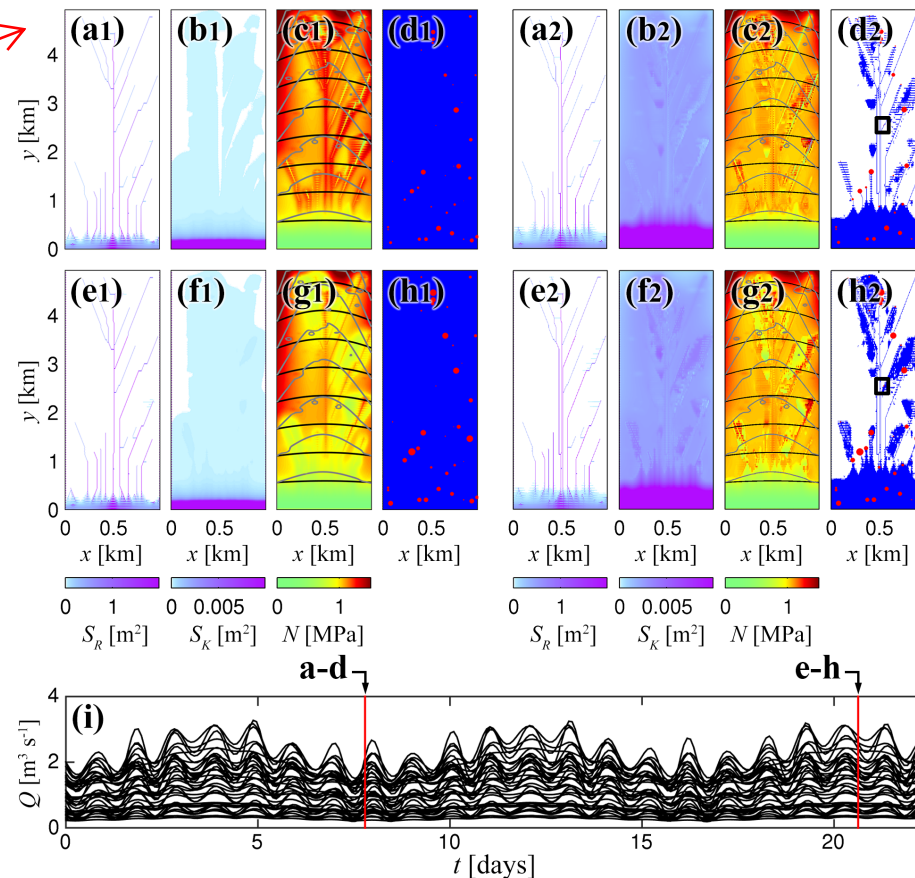 (a1) (b1) (c1) (d1) (a2) (b2) (c2) (d2)
4
3
y [km]
2
1
0
(e1) (f1) (g1) (h1) (e2) (f2) (g2) (h2)
4
3
y [km]
2
1
0
0 0.5 0 0.5 0 0.5 0 0.5 0 0.5 0 0.5 0 0.5 0 0.5
x [km] x [km] x [km] x [km] x [km] x [km] x [km] x [km]
0 1 0 0.005 0 1 0 1 0 0.005 0 1
S_R [m²] S_K [m²] N [MPa] S_R [m²] S_K [m²] N [MPa]
a-d e-h
(i)
4
2
0
Q [m³ s⁻¹]
0 5 10 15 20
t [days]